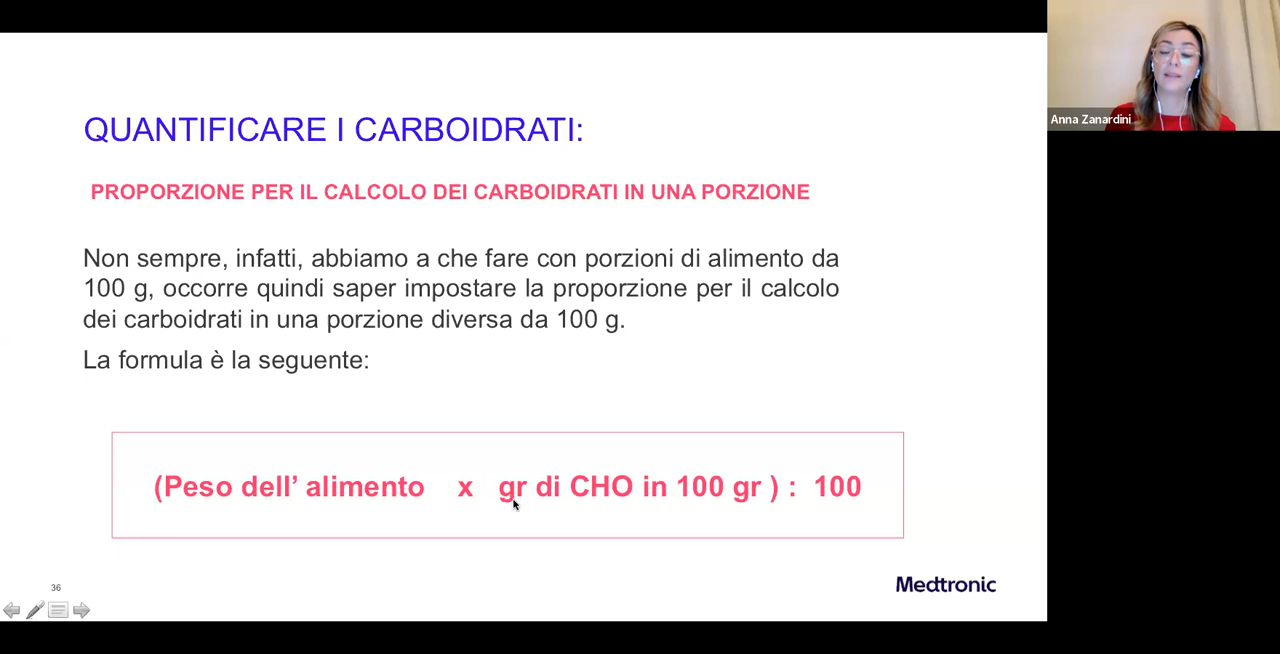 QUANTIFICARE I CARBOIDRATI:
PROPORZIONE PER IL CALCOLO DEI CARBOIDRATI IN UNA PORZIONE
Non sempre, infatti, abbiamo a che fare con porzioni di alimento da
100 g, occorre quindi saper impostare la proporzione per il calcolo
dei carboidrati in una porzione diversa da 100 g.
La formula è la seguente:
(Peso dell’ alimento x gr di CHO in 100 gr ) : 100
36
Medtronic
Anna Zanardini